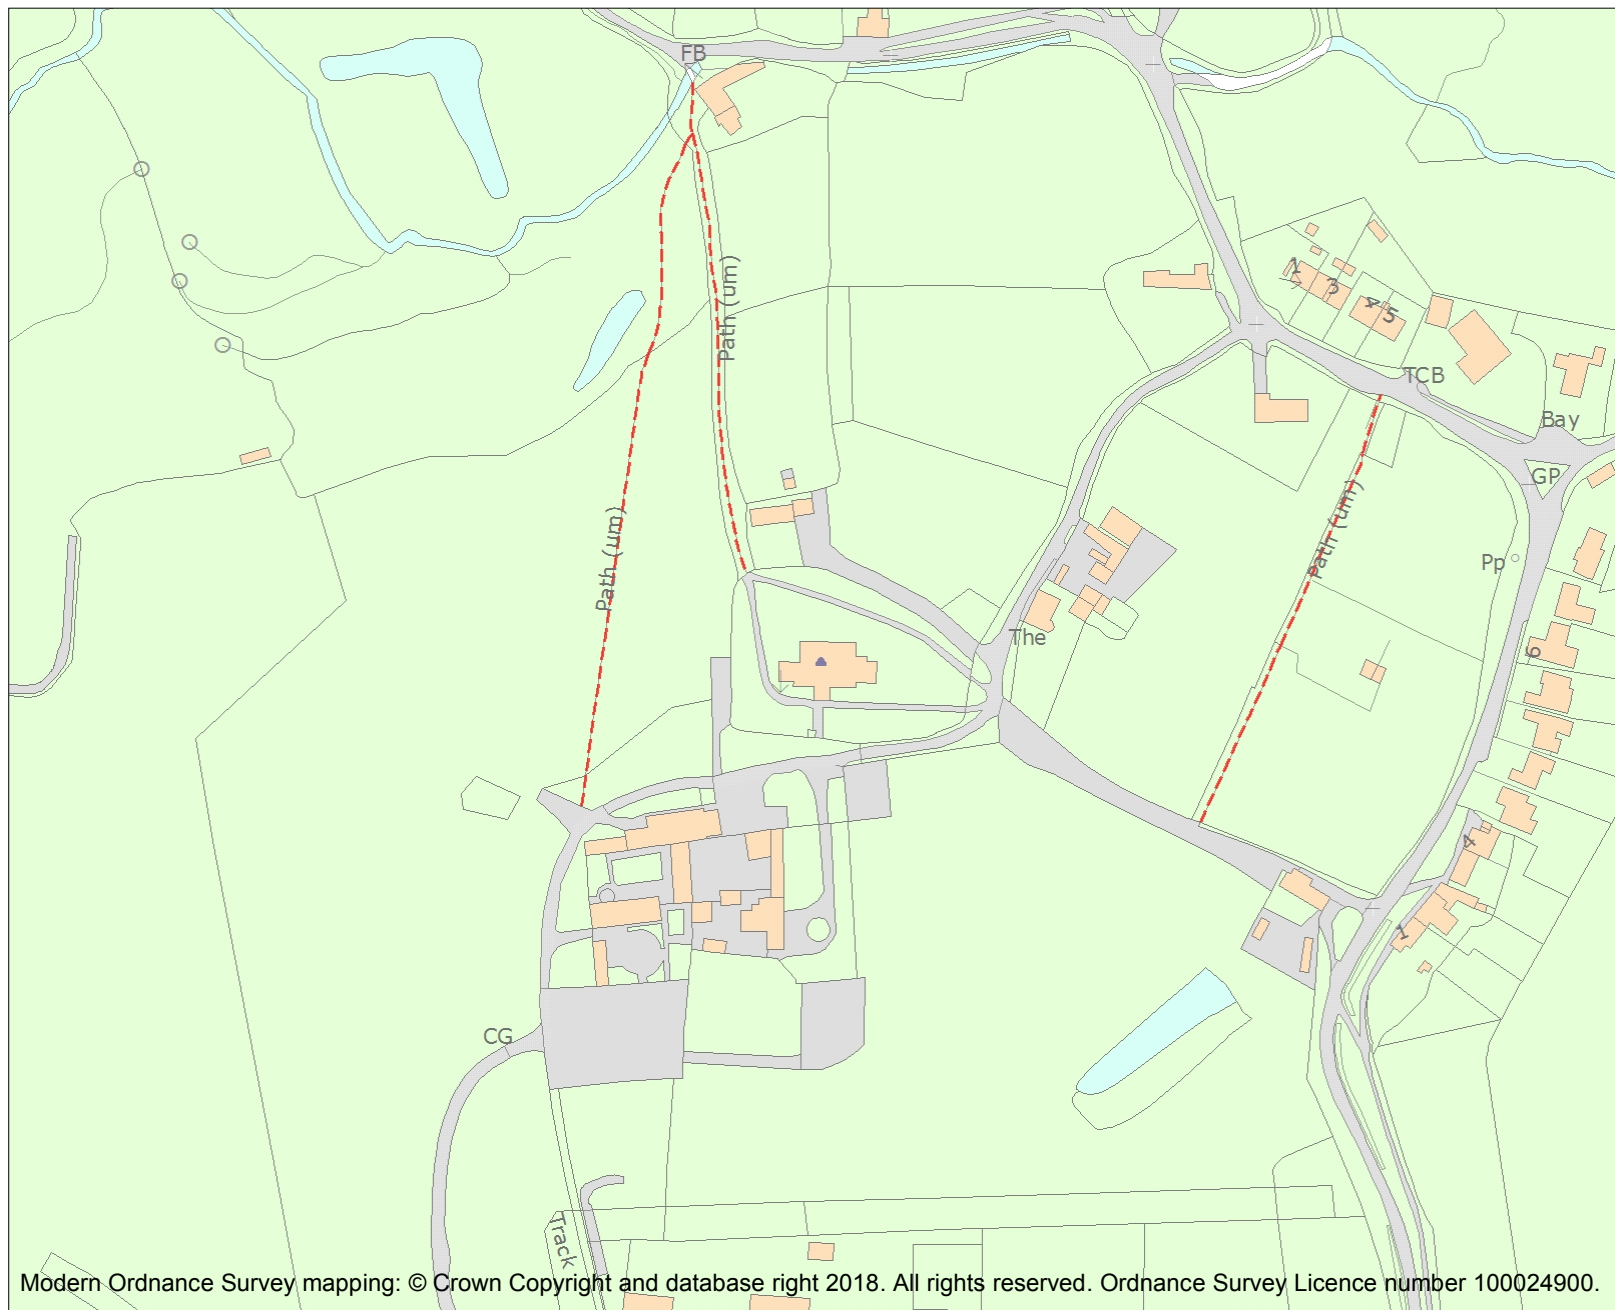 FB
Path (um)
1
3
4
5
TCB
Bay
GP
Path (um)
Path (um)
Pp
The
6
4
1
CG
Track
Modern Ordnance Survey mapping: © Crown Copyright and database right 2018. All rights reserved. Ordnance Survey Licence number 100024900.